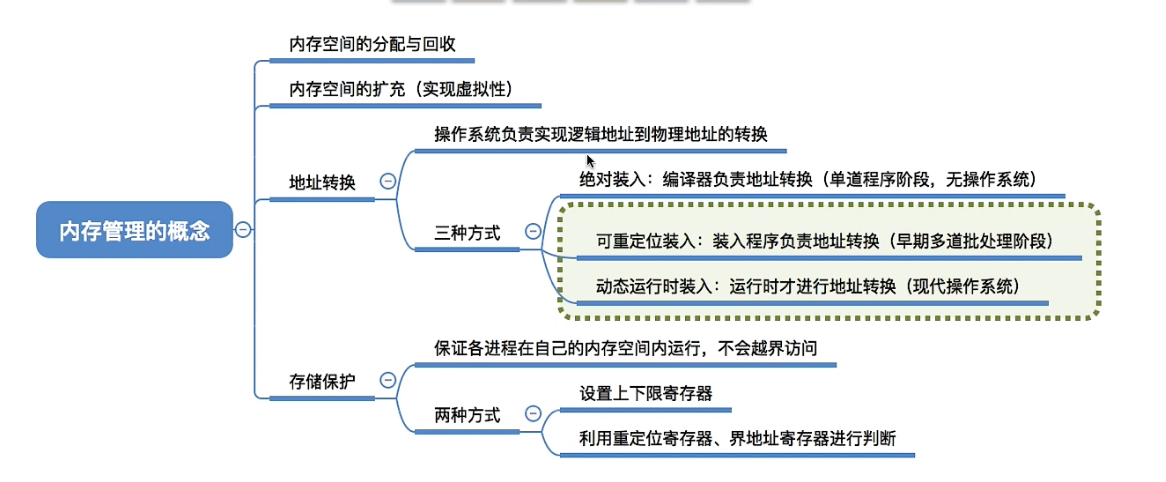 内存空间的分配与回收
内存空间的扩充（实现虚拟性）
操作系统负责实现逻辑地址到物理地址的转换
地址转换
绝对装入：编译器负责地址转换（单道程序阶段，无操作系统）
内存管理的概念
三种方式
可重定位装入：装入程序负责地址转换（早期多道批处理阶段）
动态运行时装入：运行时才进行地址转换（现代操作系统）
保证各进程在自己的内存空间内运行，不会越界访问
存储保护
设置上下限寄存器
两种方式
利用重定位寄存器、界地址寄存器进行判断